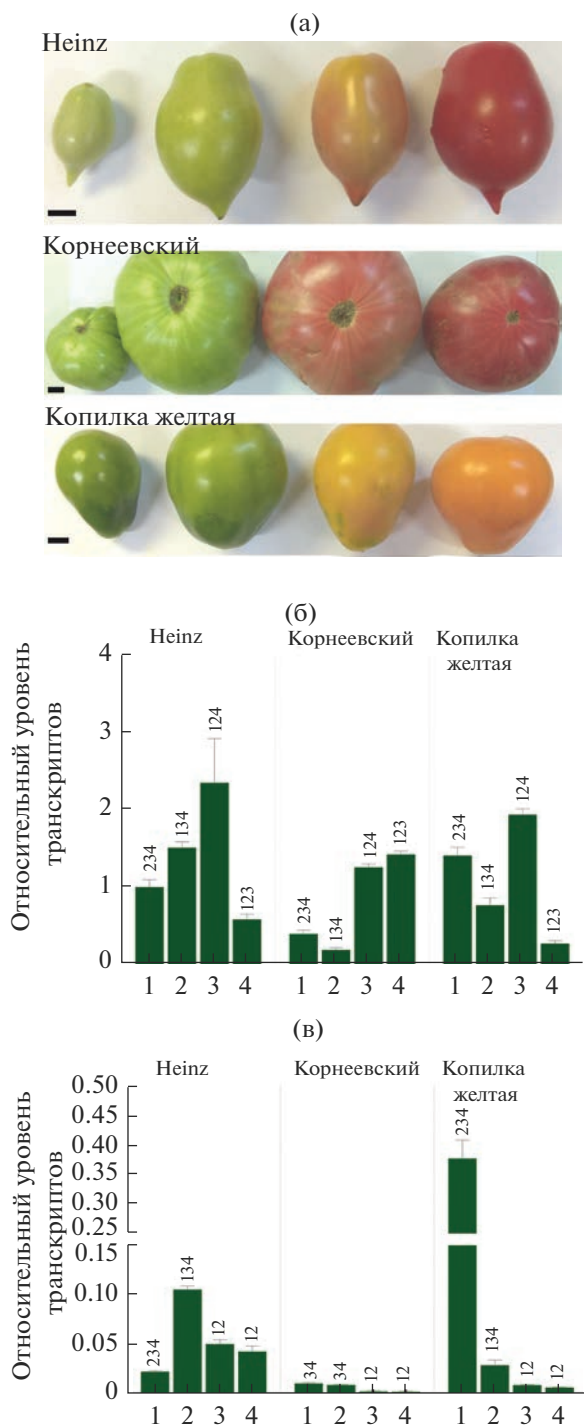 (а)
Heinz
Корнеевский
Копилка желтая
(б)
Heinz Корнеевский Копилка
желтая
Относительный уровень
транскриптов
4
3
2
1
0
234 134 124 123 234 134 124 123 234 134 124 123
1 2 3 4 1 2 3 4 1 2 3 4
(в)
Heinz Корнеевский Копилка
желтая
Относительный уровень
транскриптов
0.50
0.45
0.40
0.35
0.30
0.25
0.15
0.10
0.05
0
234 134 12 12 34 34 12 12 234 134 12 12
1 2 3 4 1 2 3 4 1 2 3 4